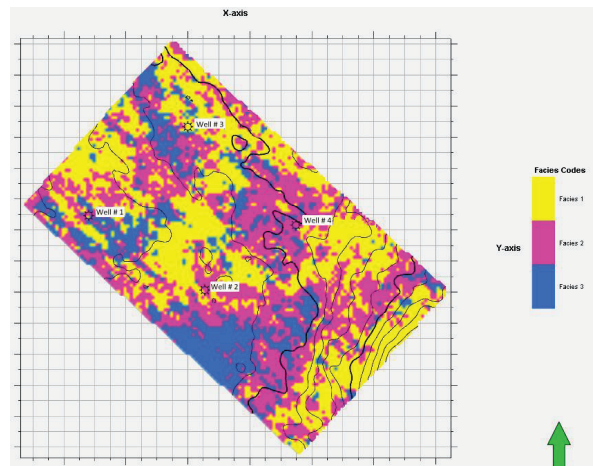 X-axis
Well # 3
Well # 1
Well # 4
Well # 2
Y-axis
Facies Codes
Facies 1
Facies 2
Facies 3